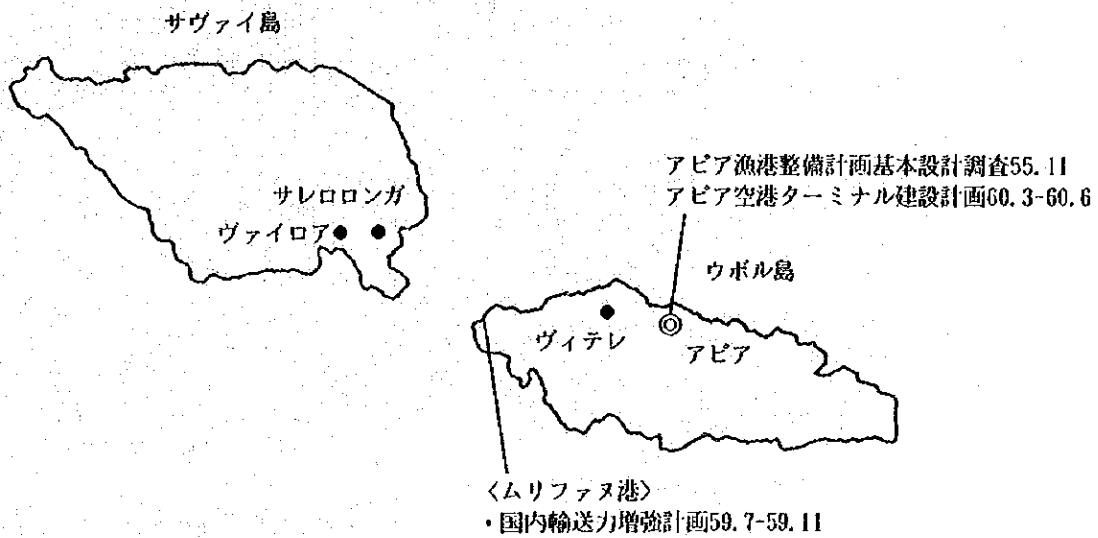 サヴァイ島
サレロロンガ
ヴァイロア
アピア漁港整備計画基本設計調査55.11
アピア空港ターミナル建設計画60.3-60.6
ウポル島
ヴィテレ
アピア
〈ムリファヌ港〉
・国内輸送力増強計画59.7-59.11